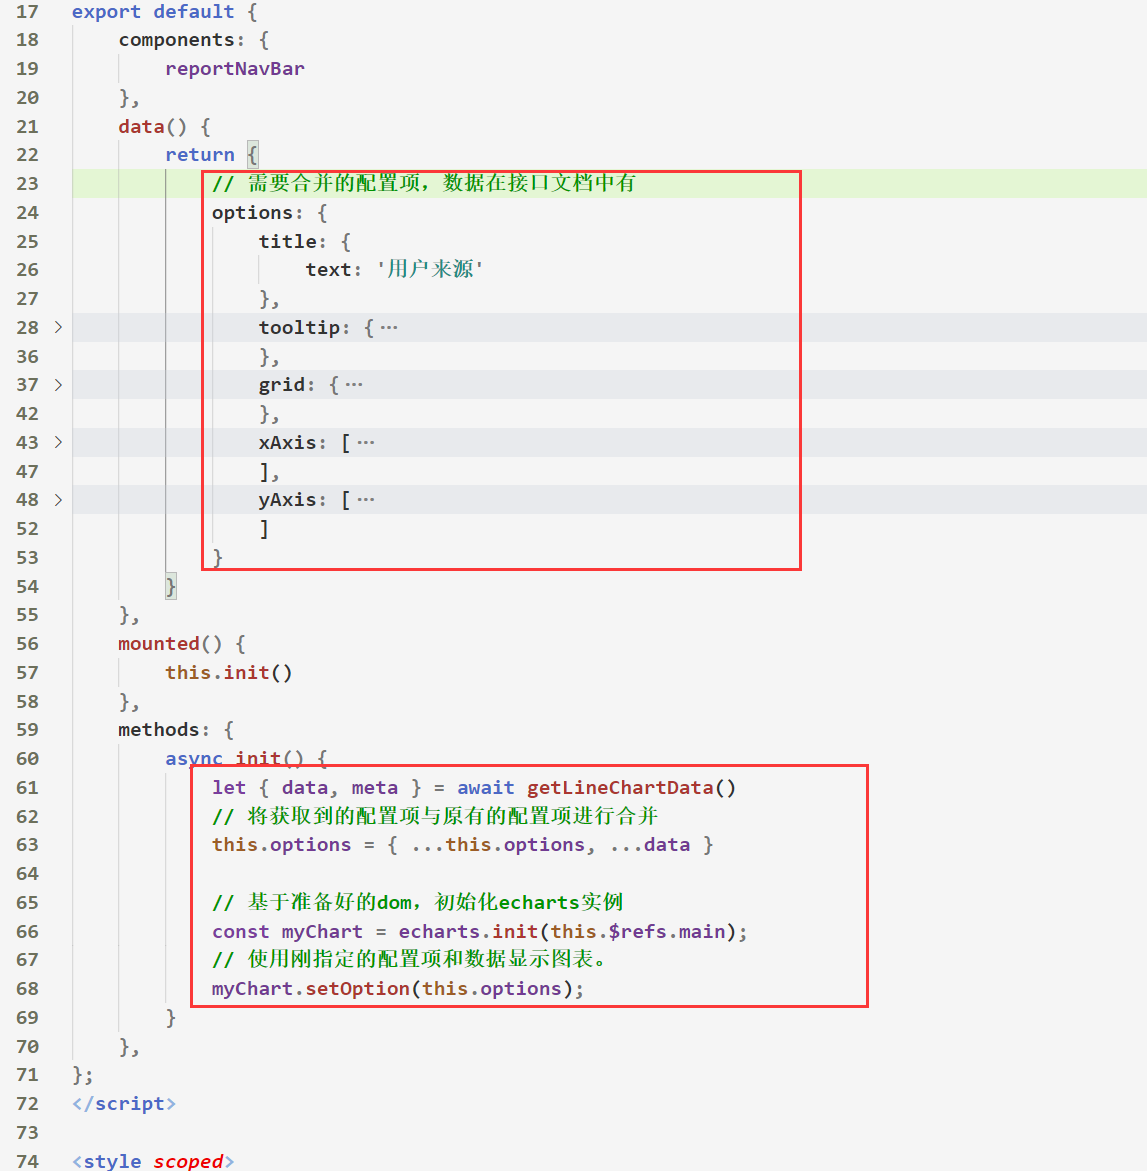 17 export default {
18 components: {
19 reportNavBar
20 },
21 data() {
22 return {
23 // 需要合并的配置项，数据在接口文档中有
24 options: {
25 title: {
26 text: '用户来源'
27 },
28 > tooltip: {···
36 },
37 > grid: {···
42 },
43 > xAxis: [···
47 ],
48 > yAxis: [···
52 ]
53 }
54 }
55 },
56 mounted() {
57 this.init()
58 },
59 methods: {
60 async init() {
61 let { data, meta } = await getLineChartData()
62 // 将获取到的配置项与原有的配置项进行合并
63 this.options = { ...this.options, ...data }
64
65 // 基于准备好的dom，初始化echarts实例
66 const myChart = echarts.init(this.$refs.main);
67 // 使用刚指定的配置项和数据显示图表。
68 myChart.setOption(this.options);
69 }
70 },
71 };
72 </script>
73
74 <style scoped>